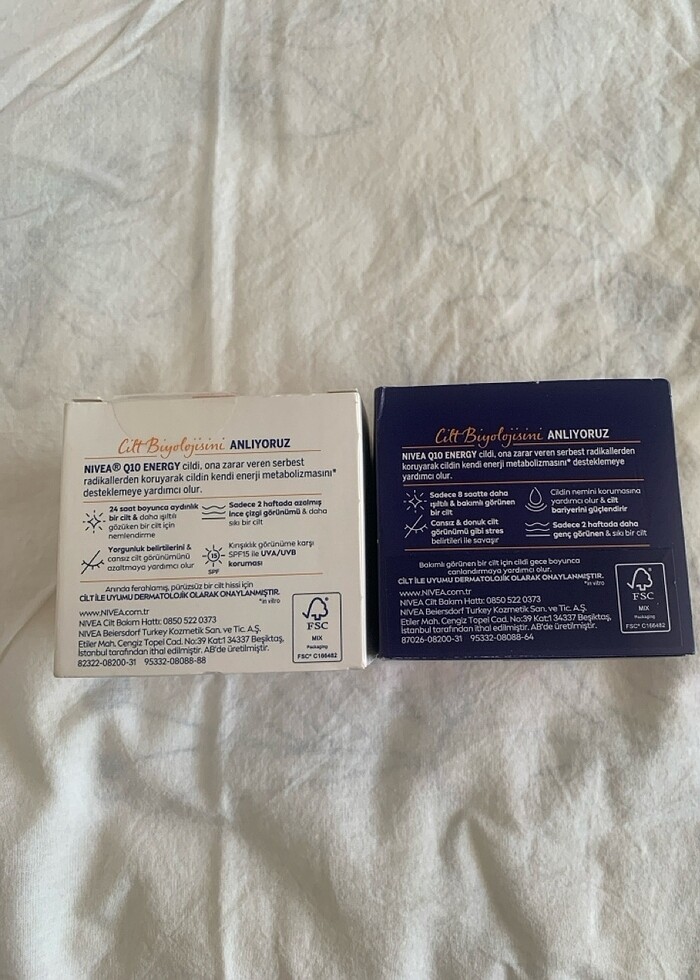 Cilt Biyolojisini ANLIYORUZ
NIVEA® Q10 ENERGY cildi, ona zarar veren serbest
radikallerden koruyarak cildin kendi enerji metabolizmasını*
desteklemeye yardımcı olur.
24 saat boyunca aydınlık
bir cilt & daha ışıltılı
gözüken bir cilt için
nemlendirme
Sadece 2 haftada azalmış
ince çizgi görünümü & daha
sıkı bir cilt
Yorgunluk belirtilerini &
cansız cilt görünümünü
azaltmaya yardımcı olur
15
SPF
Kırışıklık görünüme karşı
SPF15 ile UVA/UVB
koruması
Anında ferahlamış, pürüzsüz bir cilt hissi için
CİLT İLE UYUMU DERMATOLOJİK OLARAK ONAYLANMIŞTIR.
*in vitro
www.NIVEA.com.tr
NIVEA Cilt Bakım Hattı: 0850 522 0373
NIVEA Beiersdorf Turkey Kozmetik San. ve Tic. A.Ş.
Etiler Mah. Cengiz Topel Cad. No:39 Kat:1 34337 Beşiktaş,
İstanbul tarafından ithal edilmiştir. AB'de üretilmiştir.
82322-08200-31 95332-08088-88
FSC
MIX
Packaging
FSC® C166482
Cilt Biyolojisini ANLIYORUZ
NIVEA Q10 ENERGY cildi, ona zarar veren serbest radikallerden
koruyarak cildin kendi enerji metabolizmasını* desteklemeye
yardımcı olur.
Sadece 8 saatte daha
ışıltılı & bakımlı görünen
bir cilt
Cildin nemini korumasına
yardımcı olur & cilt
bariyerini güçlendirir
Cansız & donuk cilt
görünümü gibi stres
belirtileri ile savaşır
Sadece 2 haftada daha
genç görünen & sıkı bir cilt
Bakımlı görünen bir cilt için cildi gece boyunca
canlandırmaya yardımcı olur.
CİLT İLE UYUMU DERMATOLOJİK OLARAK ONAYLANMIŞTIR.
*in vitro
www.NIVEA.com.tr
NIVEA Cilt Bakım Hattı: 0850 522 0373
NIVEA Beiersdorf Turkey Kozmetik San. ve Tic. A.Ş.
Etiler Mah. Cengiz Topel Cad. No:39 Kat:1 34337 Beşiktaş,
İstanbul tarafından ithal edilmiştir. AB'de üretilmiştir.
87026-08200-31 95332-08088-64
FSC
MIX
Packaging
FSC® C166482